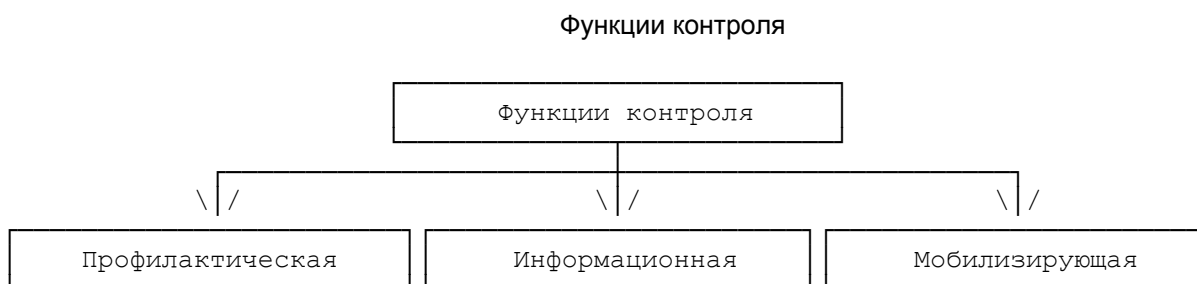 Функции контроля
Функции контроля
Профилактическая Информационная Мобилизирующая